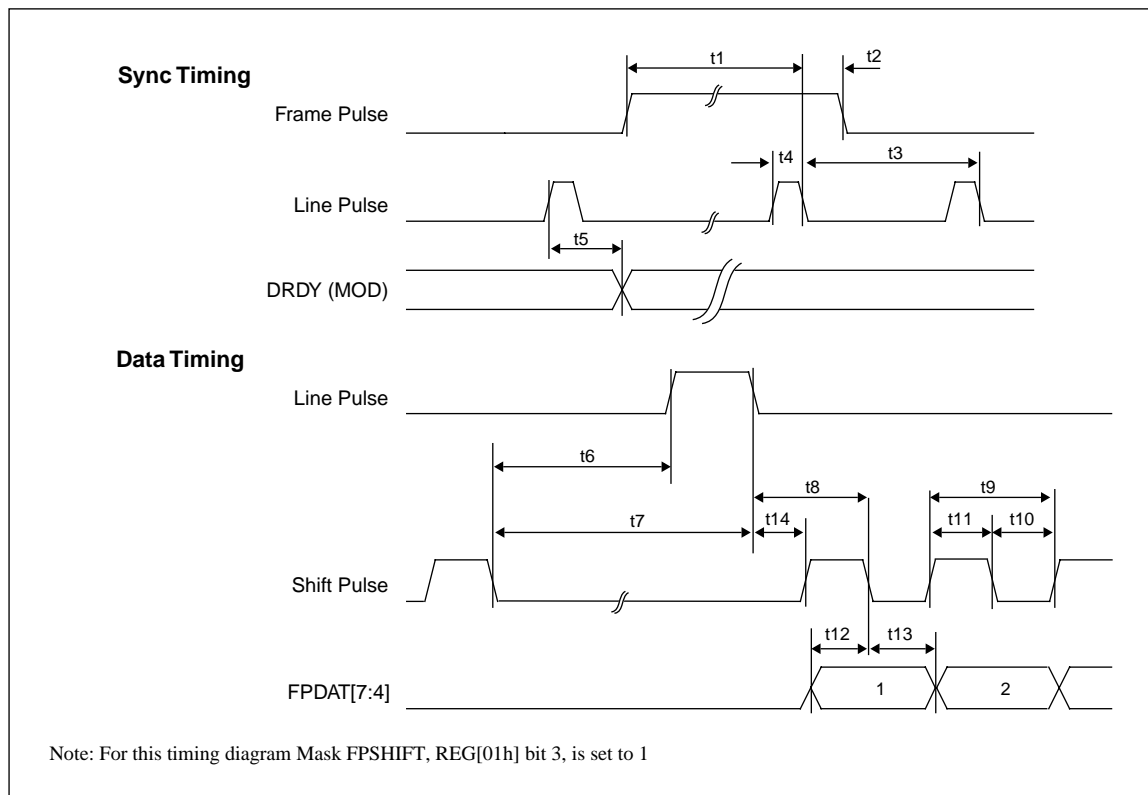 Sync Timing
t1
t2
Frame Pulse
t4
t3
Line Pulse
t5
DRDY (MOD)
Data Timing
Line Pulse
t6
t8
t9
t7
t14
t11
t10
Shift Pulse
t12
t13
FPDAT[7:4]
1
2
Note: For this timing diagram Mask FPSHIFT, REG[01h] bit 3, is set to 1